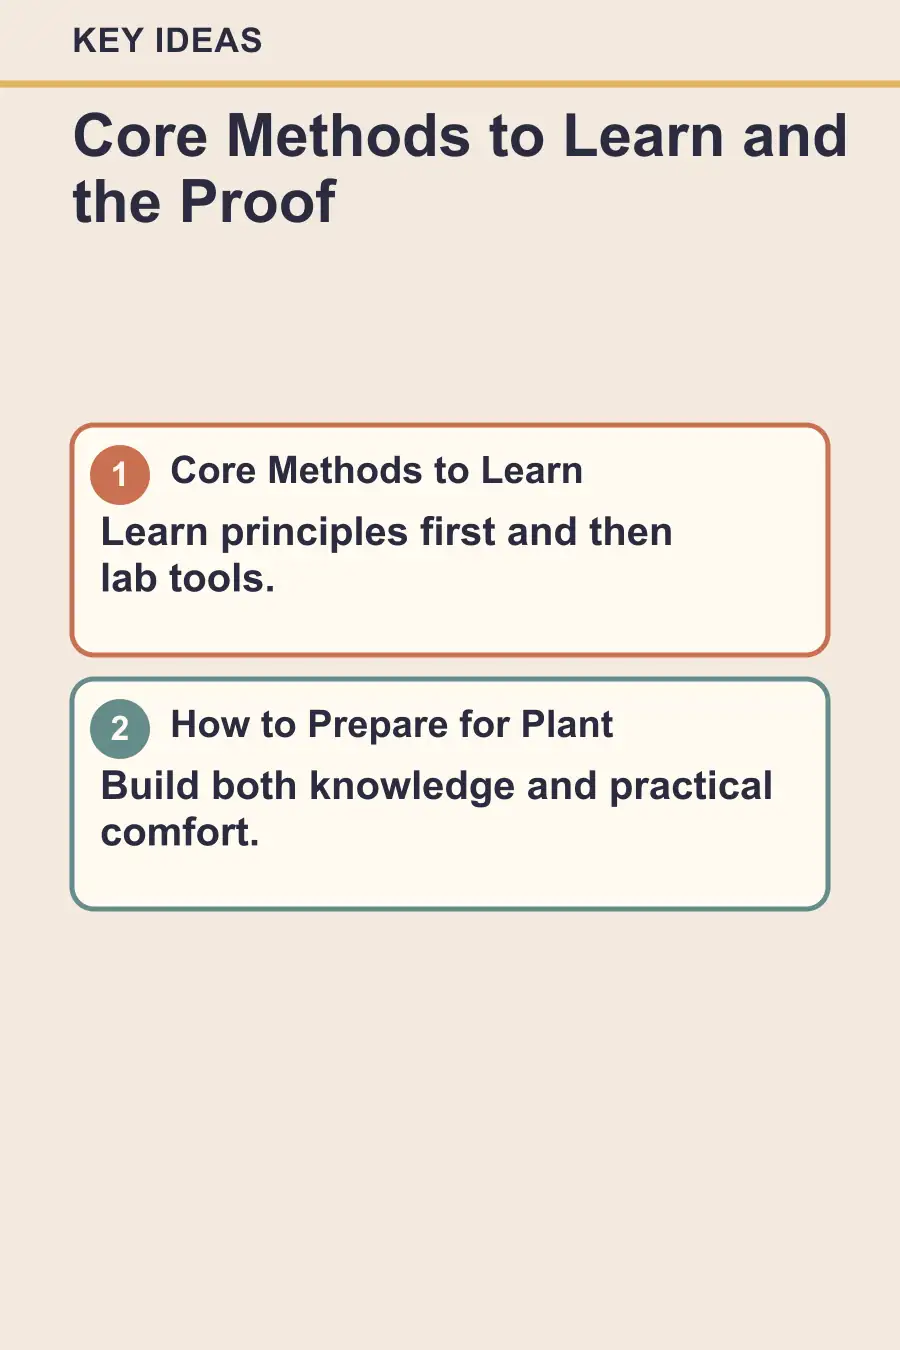 KEY IDEAS
Core Methods to Learn and
the Proof
1 Core Methods to Learn
Learn principles first and then
lab tools.
2 How to Prepare for Plant
Build both knowledge and practical
comfort.